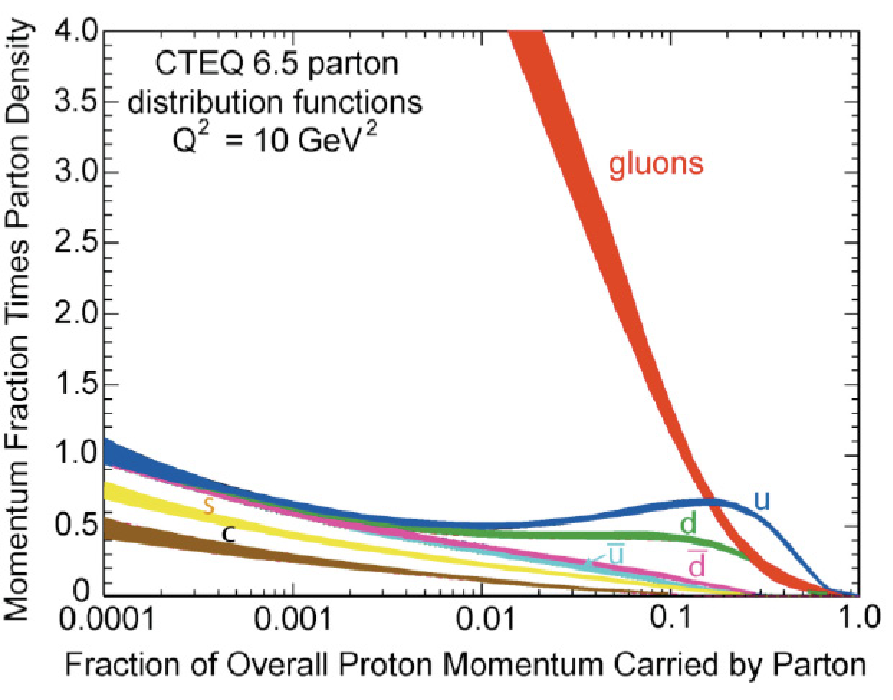 Momentum Fraction Times Parton Density
4.0
3.5
3.0
2.5
2.0
1.5
1.0
0.5
0
CTEQ 6.5 parton
distribution functions
Q² = 10 GeV²
gluons
u
d
s
c
u̅
d̅
0.0001
0.001
0.01
0.1
1.0
Fraction of Overall Proton Momentum Carried by Parton